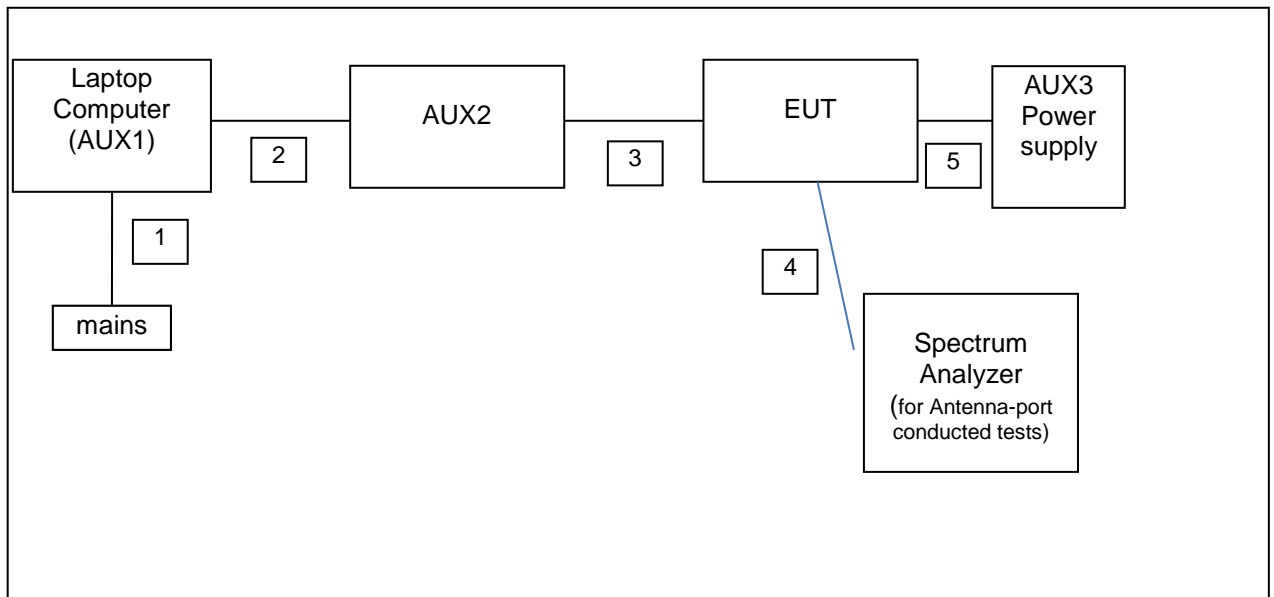 Laptop
Computer
(AUX1)
AUX2
EUT
AUX3
Power
supply
2
3
5
1
4
mains
Spectrum
Analyzer
(for Antenna-port
conducted tests)